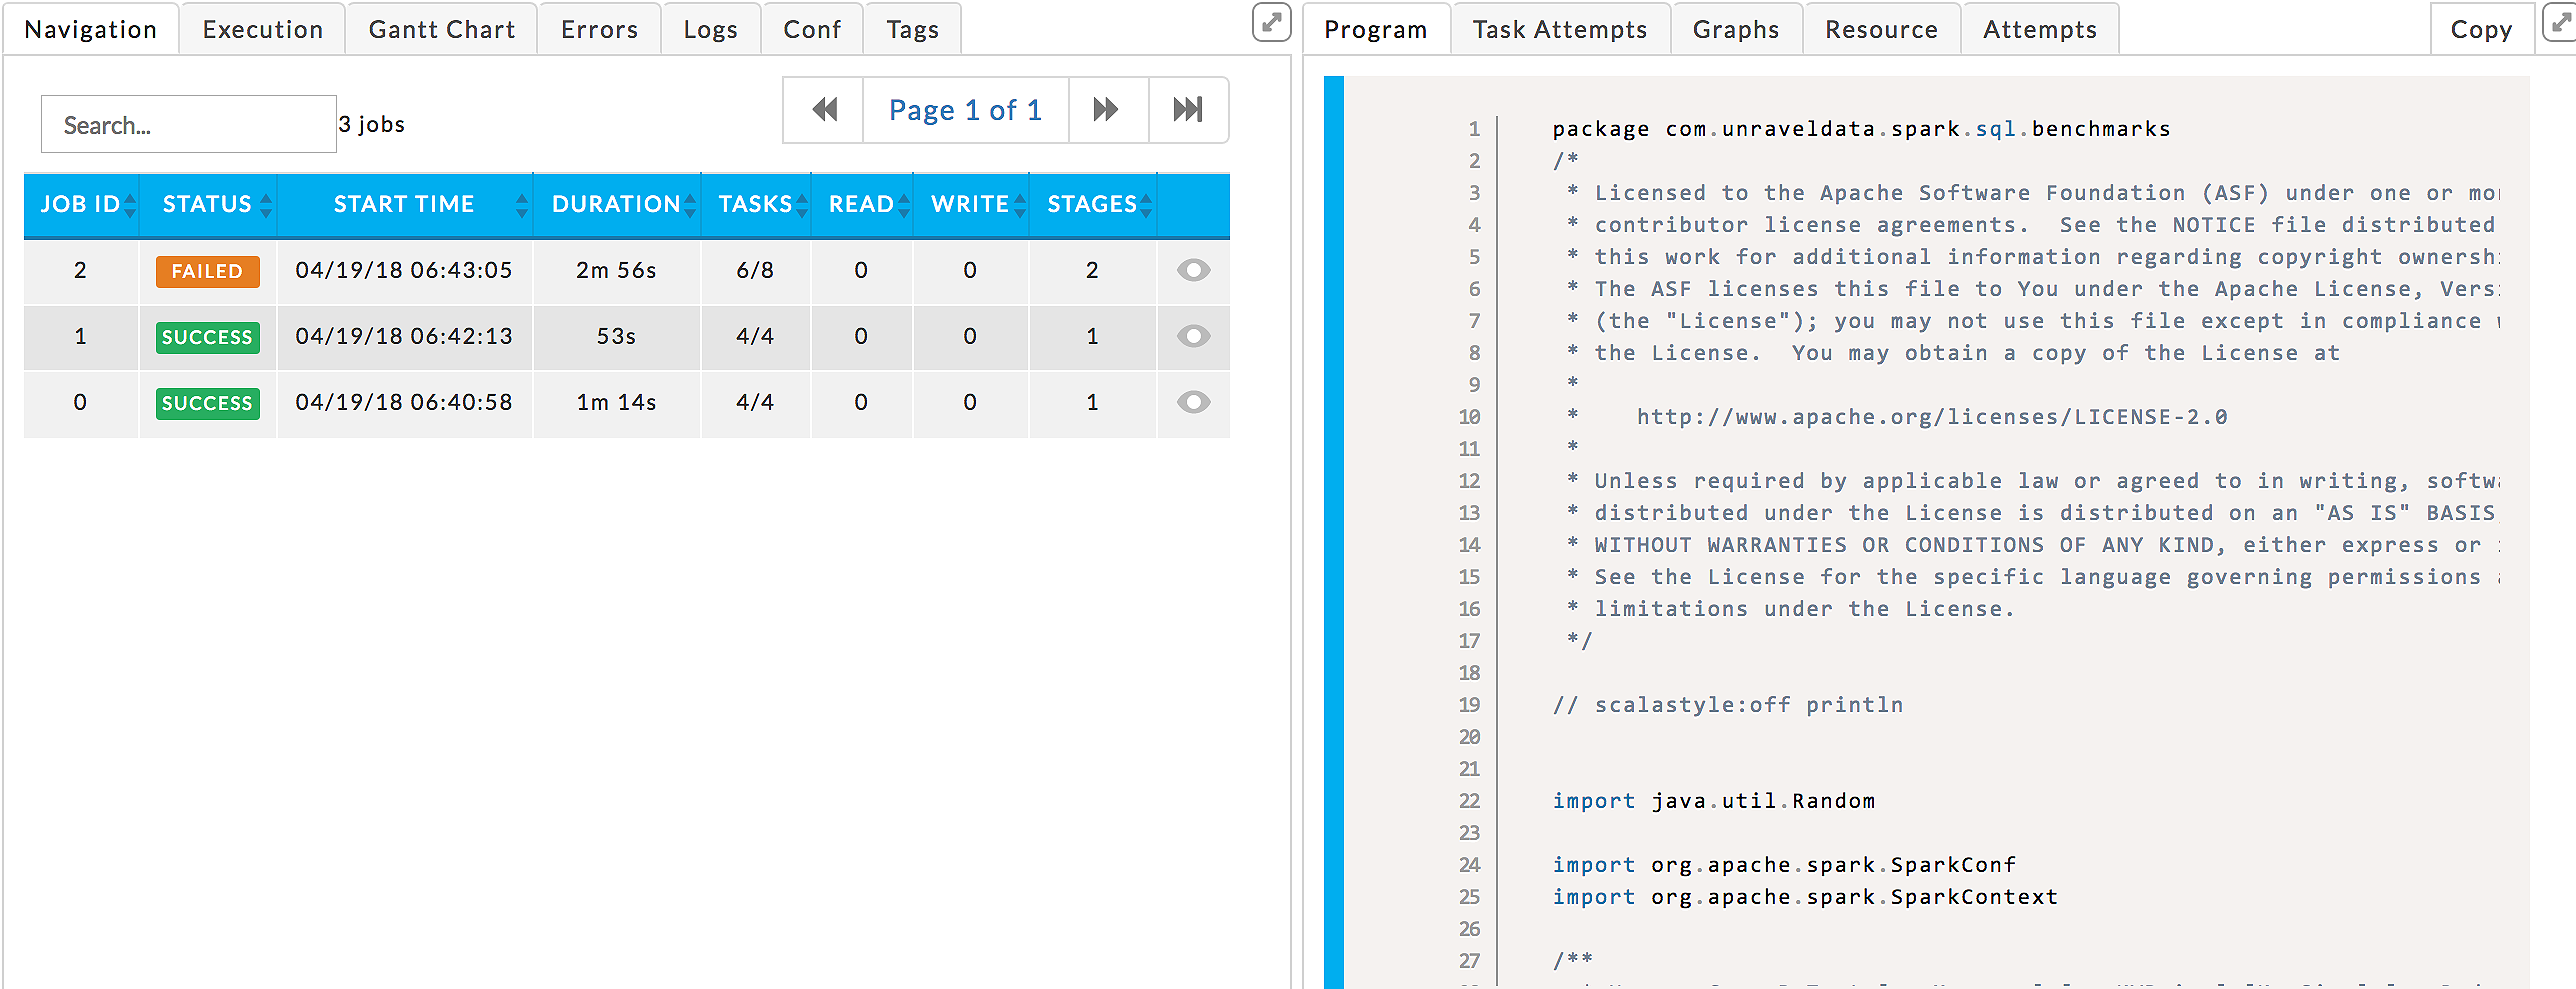 Navigation Execution Gantt Chart Errors Logs Conf Tags
Search... 3 jobs Page 1 of 1
JOB ID STATUS START TIME DURATION TASKS READ WRITE STAGES
2 FAILED 04/19/18 06:43:05 2m 56s 6/8 0 0 2
1 SUCCESS 04/19/18 06:42:13 53s 4/4 0 0 1
0 SUCCESS 04/19/18 06:40:58 1m 14s 4/4 0 0 1
Program Task Attempts Graphs Resource Attempts Copy
1 package com.unraveldata.spark.sql.benchmarks
2 /*
3 * Licensed to the Apache Software Foundation (ASF) under one or
4 * contributor license agreements.  See the NOTICE file distributed
5 * this work for additional information regarding copyright
6 * The ASF licenses this file to You under the Apache License,
7 * (the "License"); you may not use this file except in compliance
8 * the License.  You may obtain a copy of the License at
9 *
10 *    http://www.apache.org/licenses/LICENSE-2.0
11 *
12 * Unless required by applicable law or agreed to in writing,
13 * distributed under the License is distributed on an "AS IS" BASIS,
14 * WITHOUT WARRANTIES OR CONDITIONS OF ANY KIND, either express or
15 * See the License for the specific language governing permissions
16 * limitations under the License.
17 */
18
19 // scalastyle:off println
20
21
22 import java.util.Random
23
24 import org.apache.spark.SparkConf
25 import org.apache.spark.SparkContext
26
27 /**